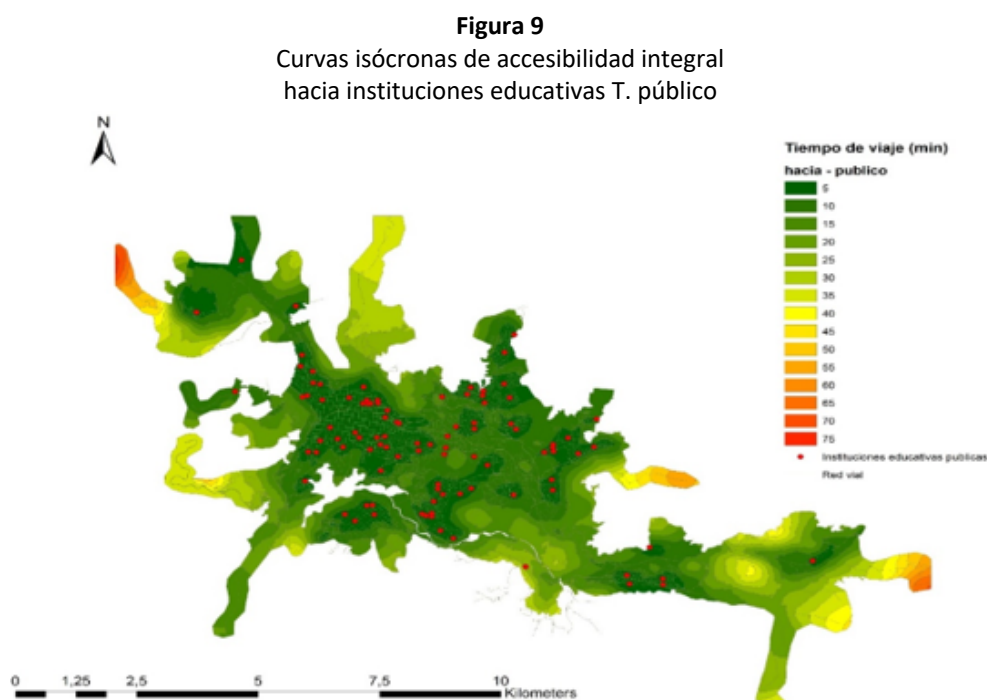 Figura 9
Curvas isócronas de accesibilidad integral
hacia instituciones educativas T. público
N
Tiempo de viaje (min)
hacia - publico
5
10
15
20
25
30
35
40
45
50
55
60
65
70
75
Instituciones educativas publicas
Red vial
0 1,25 2,5 5 7,5 10
Kilometers